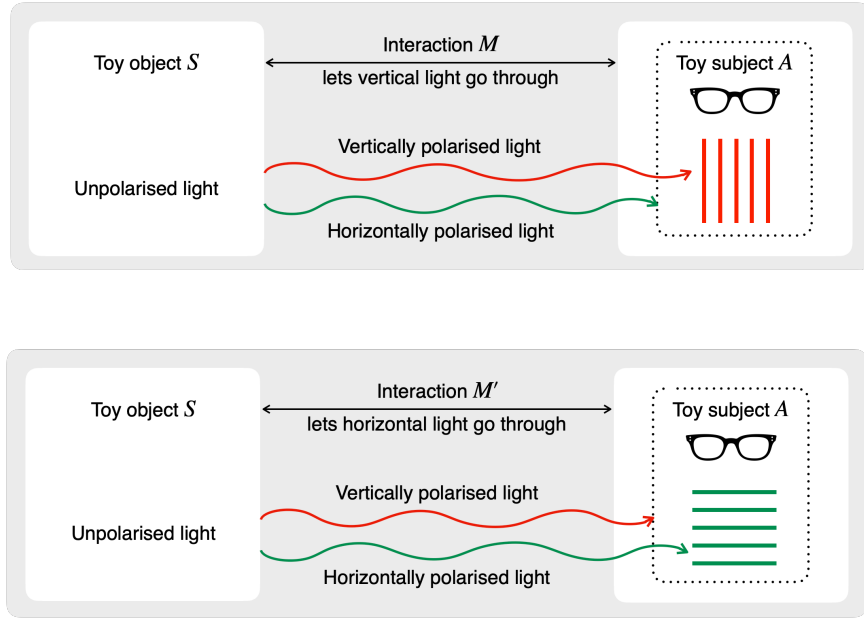 Toy object S
Interaction M
lets vertical light go through
Toy subject A
Vertically polarised light
Unpolarised light
Horizontally polarised light
Toy object S
Interaction M′
lets horizontal light go through
Toy subject A
Vertically polarised light
Unpolarised light
Horizontally polarised light